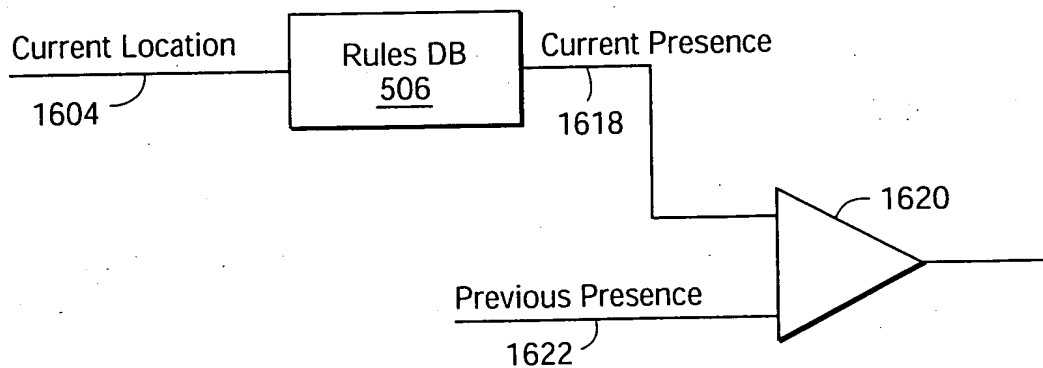 Current Location
1604
Rules DB
506
Current Presence
1618
1620
Previous Presence
1622